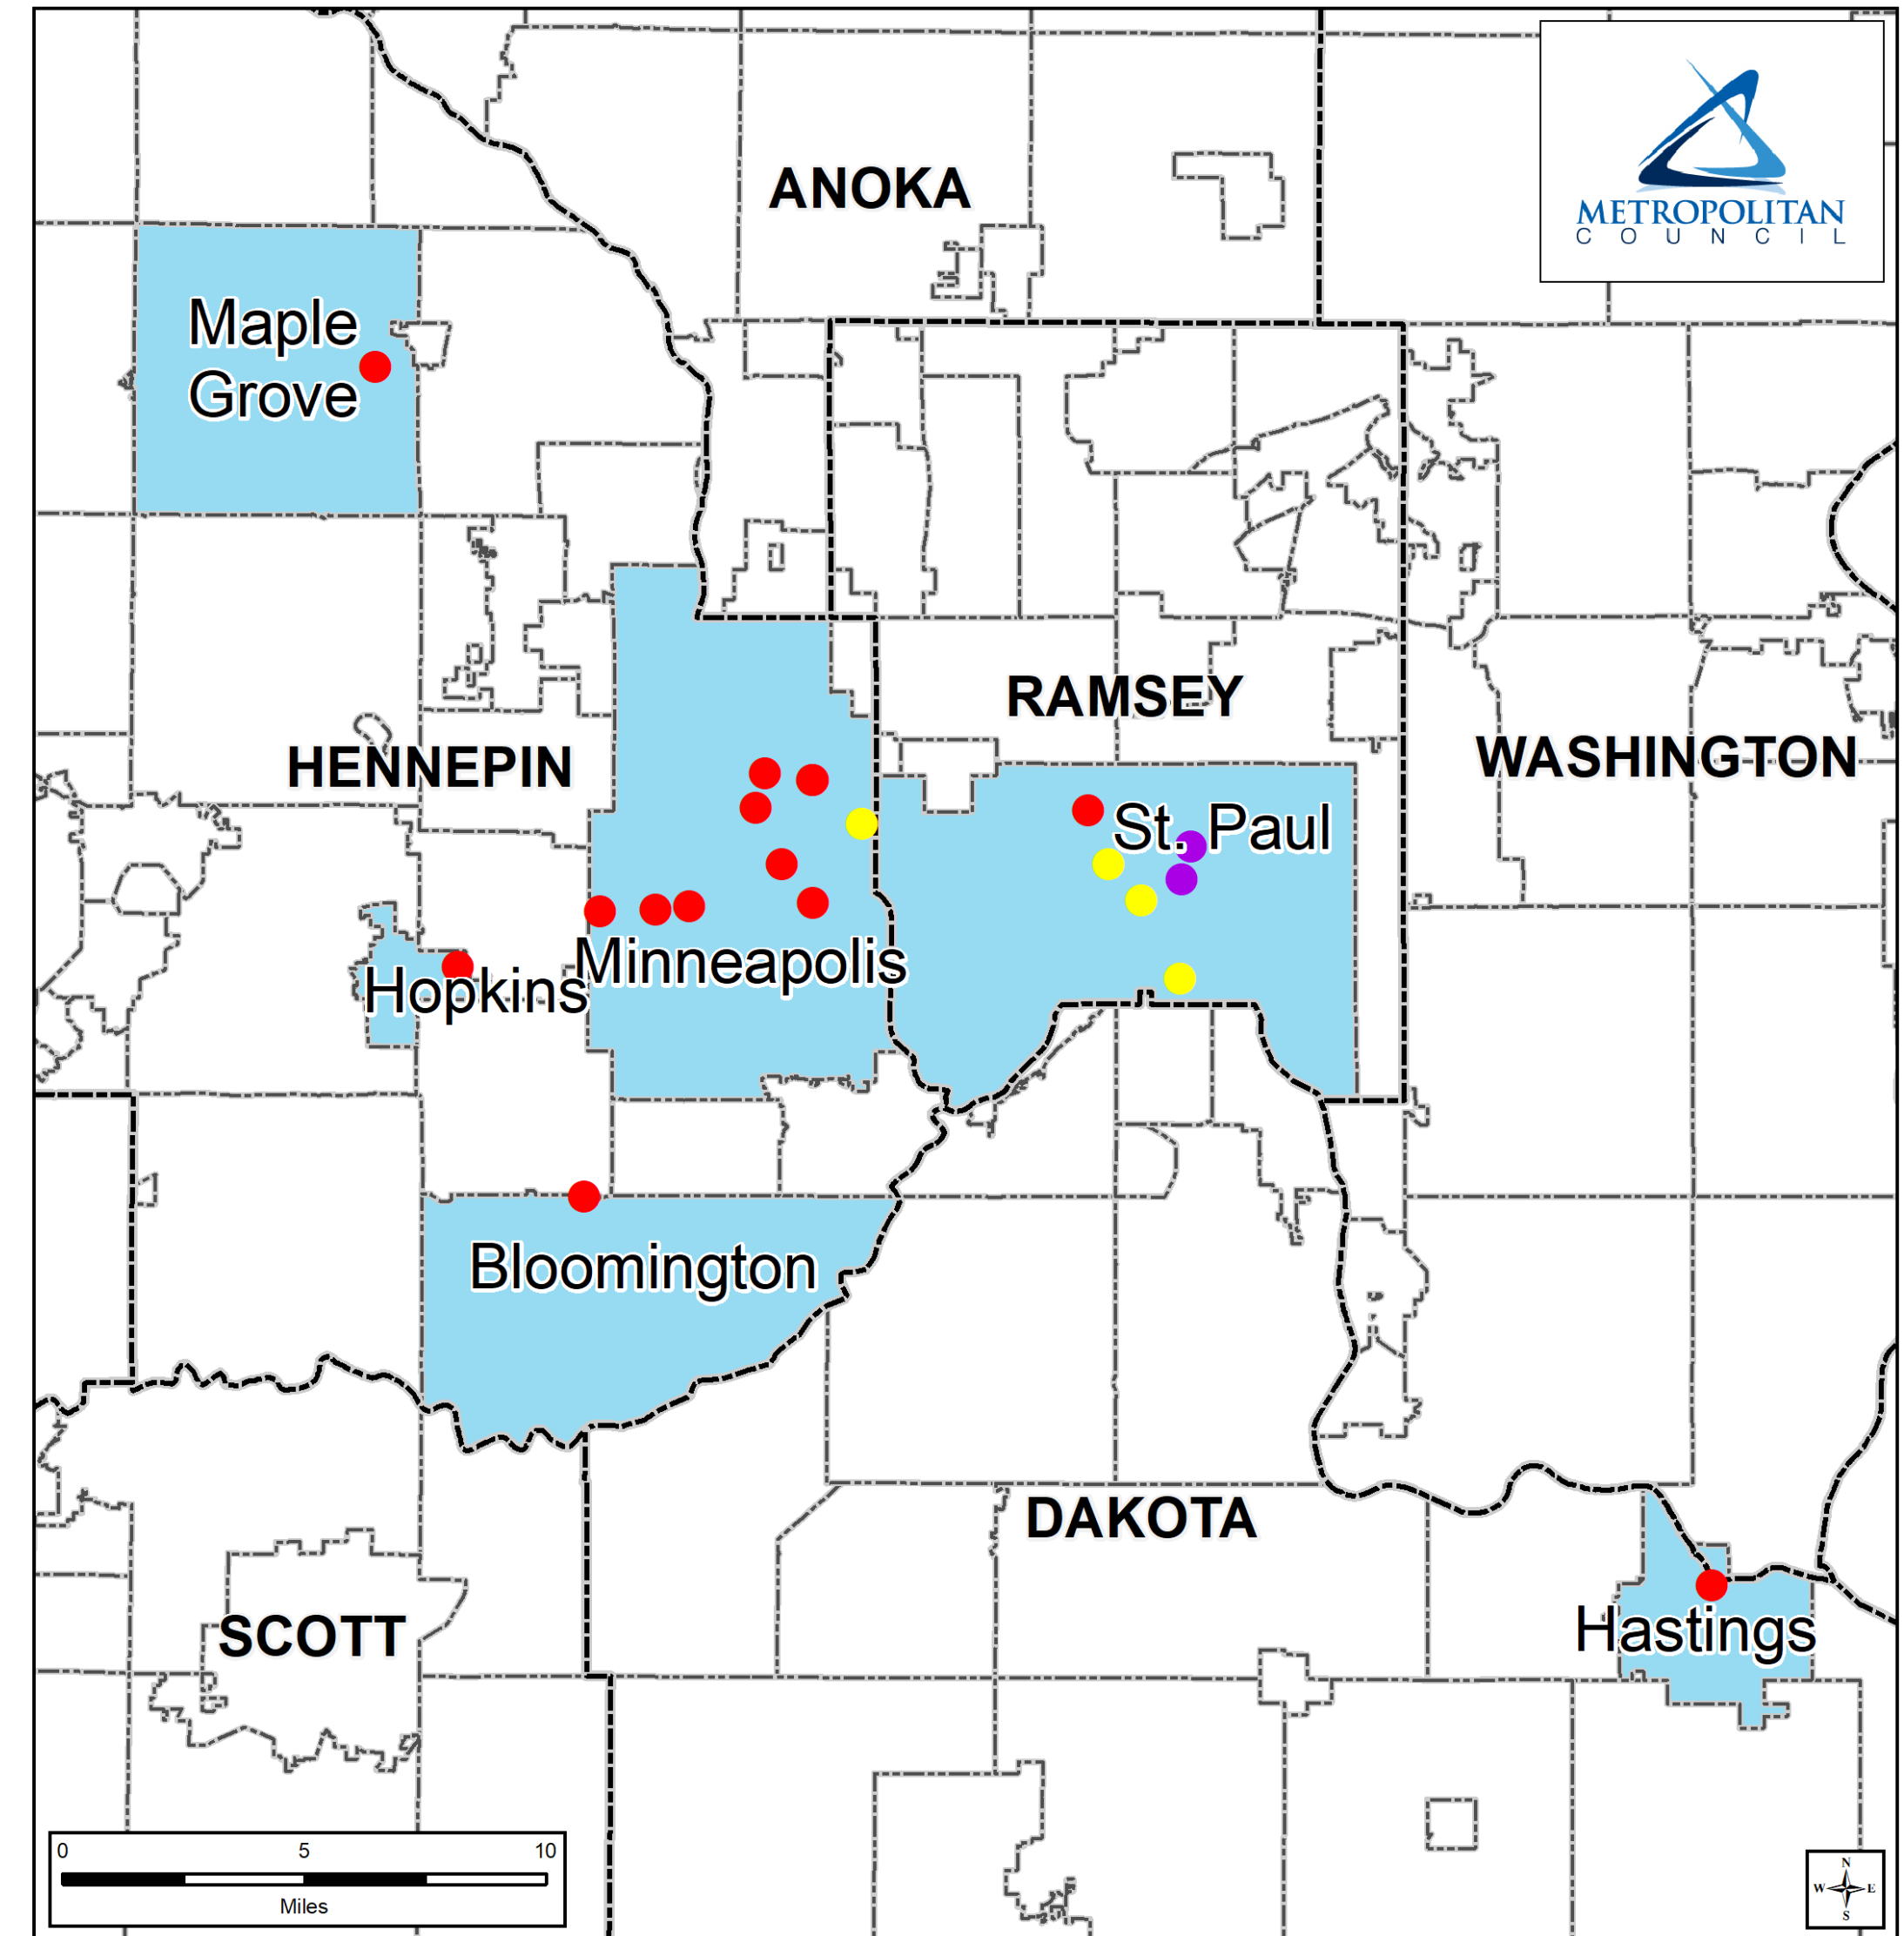 ANOKA
METROPOLITAN
COUNCIL
Maple
Grove
RAMSEY
WASHINGTON
HENNEPIN
St. Paul
Minneapolis
Hopkins
Bloomington
DAKOTA
SCOTT
Hastings
0 5 10
Miles
N
W E
S